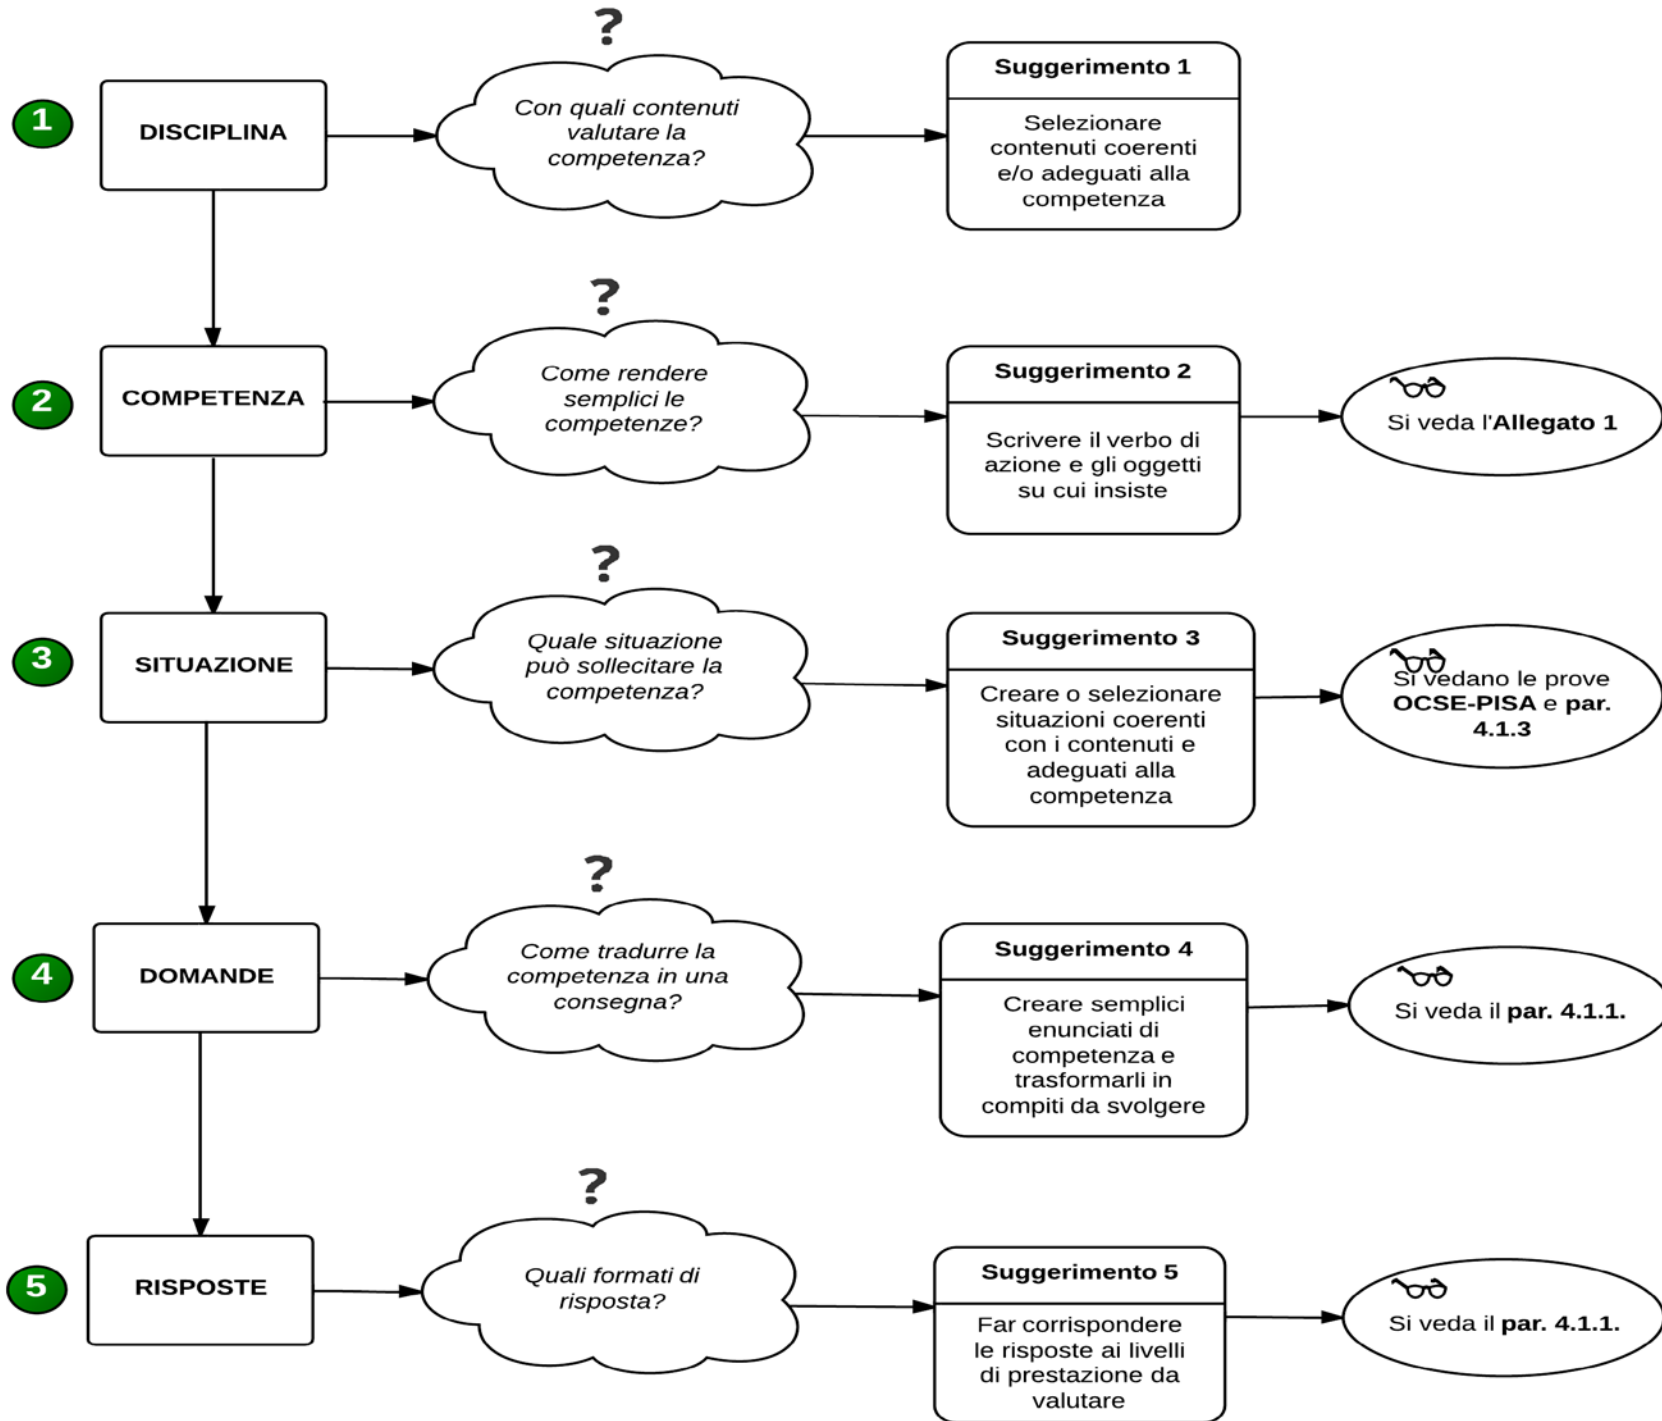 ?
1
DISCIPLINA
Con quali contenuti
valutare la
competenza?
Suggerimento 1
Selezionare
contenuti coerenti
e/o adeguati alla
competenza
?
2
COMPETENZA
Come rendere
semplici le
competenze?
Suggerimento 2
Scrivere il verbo di
azione e gli oggetti
su cui insiste
Si veda l'Allegato 1
?
3
SITUAZIONE
Quale situazione
può sollecitare la
competenza?
Suggerimento 3
Creare o selezionare
situazioni coerenti
con i contenuti e
adeguati alla
competenza
Si vedano le prove
OCSE-PISA e par.
4.1.3
?
4
DOMANDE
Come tradurre la
competenza in una
consegna?
Suggerimento 4
Creare semplici
enunciati di
competenza e
trasformarli in
compiti da svolgere
Si veda il par. 4.1.1.
?
5
RISPOSTE
Quali formati di
risposta?
Suggerimento 5
Far corrispondere
le risposte ai livelli
di prestazione da
valutare
Si veda il par. 4.1.1.